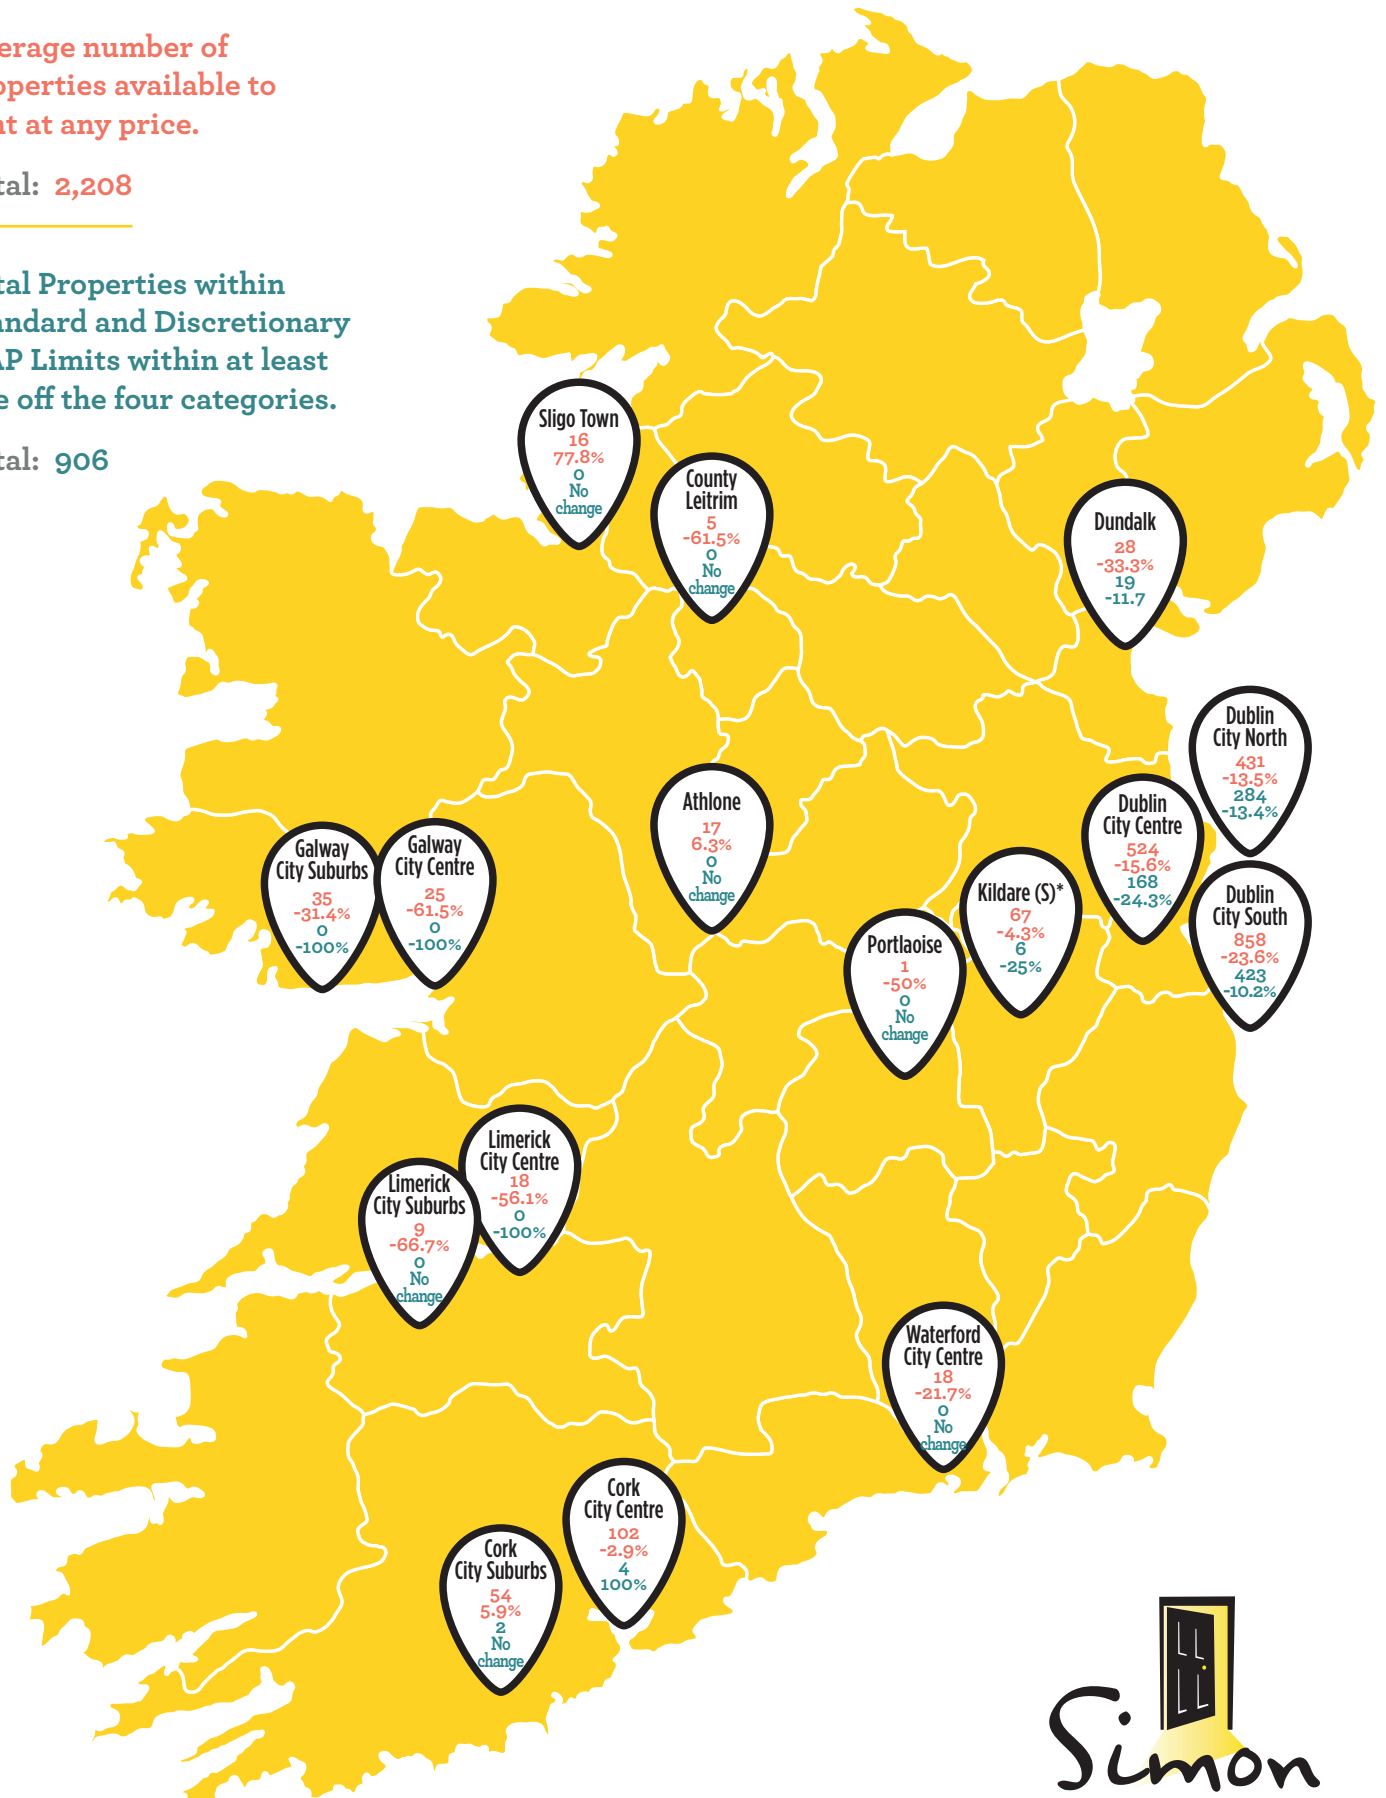 erage number of
operties available to
nt at any price.
tal: 2,208
tal Properties within
andard and Discretionary
AP Limits within at least
e off the four categories.
tal: 906
Sligo Town
16
77.8%
0
No
change
County
Leitrim
5
-61.5%
0
No
change
Dundalk
28
-33.3%
19
-11.7
Dublin
City North
431
-13.5%
284
-13.4%
Dublin
City Centre
524
-15.6%
168
-24.3%
Dublin
City South
858
-23.6%
423
-10.2%
Athlone
17
6.3%
0
No
change
Galway
City Suburbs
35
-31.4%
0
-100%
Galway
City Centre
25
-61.5%
0
-100%
Kildare (S)*
67
-4.3%
6
-25%
Portlaoise
1
-50%
0
No
change
Limerick
City Centre
18
-56.1%
0
-100%
Limerick
City Suburbs
9
-66.7%
0
No
change
Waterford
City Centre
18
-21.7%
0
No
change
Cork
City Centre
102
-2.9%
4
100%
Cork
City Suburbs
54
5.9%
2
No
change
Simon